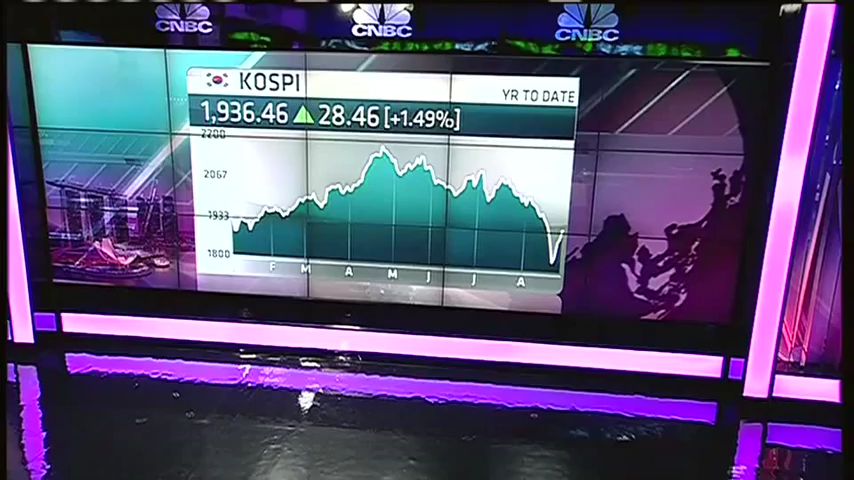 CNBC
CNBC
CNBC
KOSPI
YR TO DATE
1,936.46 ▲ 28.46 [+1.49%]
2200
2067
1933
1800
F M A M J J A